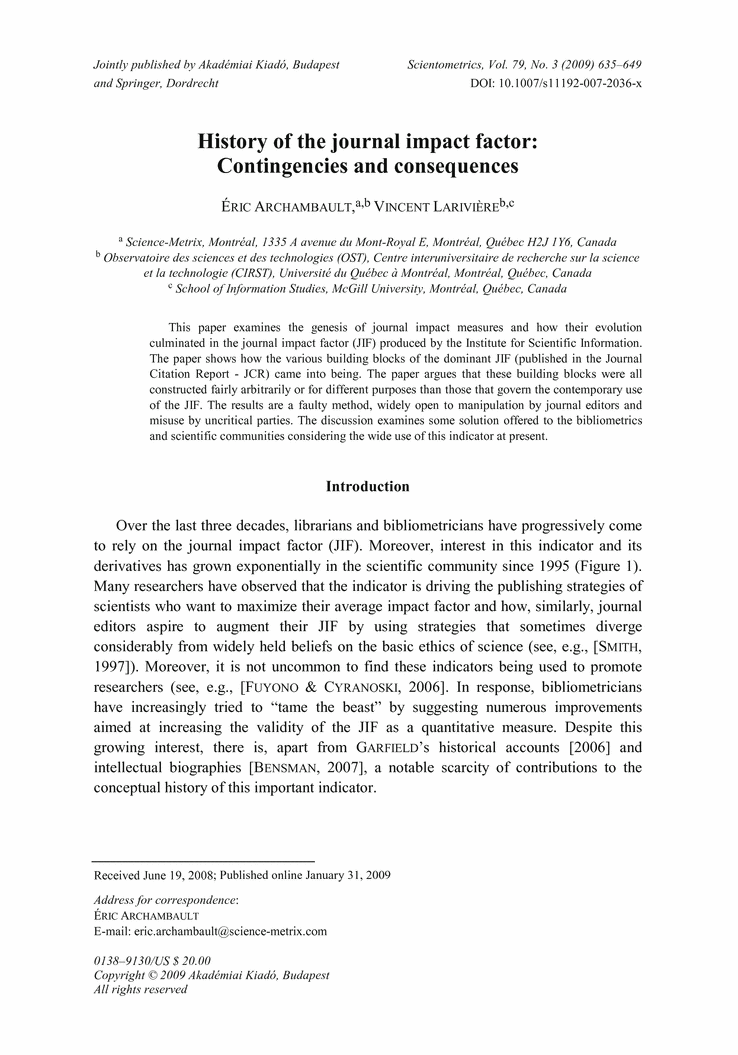 Jointly published by Akadémiai Kiadó, Budapest
and Springer, Dordrecht
Scientometrics, Vol. 79, No. 3 (2009) 635–649
DOI: 10.1007/s11192-007-2036-x
History of the journal impact factor:
Contingencies and consequences
ÉRIC ARCHAMBAULT,a,b VINCENT LARIVIÈREb,c
a Science-Metrix, Montréal, 1335 A avenue du Mont-Royal E, Montréal, Québec H2J 1Y6, Canada
b Observatoire des sciences et des technologies (OST), Centre interuniversitaire de recherche sur la science
et la technologie (CIRST), Université du Québec à Montréal, Montréal, Québec, Canada
c School of Information Studies, McGill University, Montréal, Québec, Canada
This paper examines the genesis of journal impact measures and how their evolution
culminated in the journal impact factor (JIF) produced by the Institute for Scientific Information.
The paper shows how the various building blocks of the dominant JIF (published in the Journal
Citation Report - JCR) came into being. The paper argues that these building blocks were all
constructed fairly arbitrarily or for different purposes than those that govern the contemporary use
of the JIF. The results are a faulty method, widely open to manipulation by journal editors and
misuse by uncritical parties. The discussion examines some solution offered to the bibliometrics
and scientific communities considering the wide use of this indicator at present.
Introduction
Over the last three decades, librarians and bibliometricians have progressively come
to rely on the journal impact factor (JIF). Moreover, interest in this indicator and its
derivatives has grown exponentially in the scientific community since 1995 (Figure 1).
Many researchers have observed that the indicator is driving the publishing strategies of
scientists who want to maximize their average impact factor and how, similarly, journal
editors aspire to augment their JIF by using strategies that sometimes diverge
considerably from widely held beliefs on the basic ethics of science (see, e.g., [SMITH,
1997]). Moreover, it is not uncommon to find these indicators being used to promote
researchers (see, e.g., [FUYONO & CYRANOSKI, 2006]. In response, bibliometricians
have increasingly tried to “tame the beast” by suggesting numerous improvements
aimed at increasing the validity of the JIF as a quantitative measure. Despite this
growing interest, there is, apart from GARFIELD’s historical accounts [2006] and
intellectual biographies [BENSMAN, 2007], a notable scarcity of contributions to the
conceptual history of this important indicator.
Received June 19, 2008; Published online January 31, 2009
Address for correspondence:
ÉRIC ARCHAMBAULT
E-mail: eric.archambault@science-metrix.com
0138–9130/US $ 20.00
Copyright © 2009 Akadémiai Kiadó, Budapest
All rights reserved